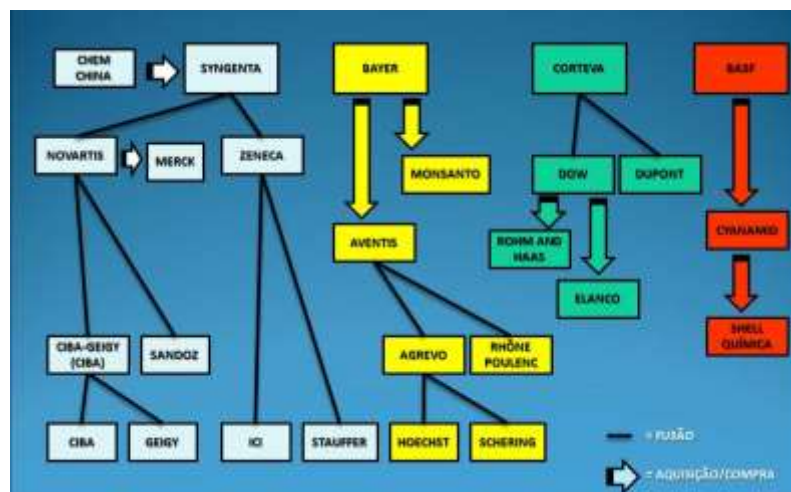 CHEM
CHINA
SYNGENTA
BAYER
CORTEVA
BASF
NOVARTIS
MERCK
ZENECA
MONSANTO
DOW
DUPONT
AVENTIS
ROHM AND
HAAS
CYANAMID
ELANCO
CIBA-GEIGY
(CIBA)
SANDOZ
AGREVO
RHÔNE
POULENC
SHELL
QUÍMICA
CIBA
GEIGY
ICI
STAUFFER
HOECHST
SCHERING
= FUSÃO
= AQUISIÇÃO/COMPRA